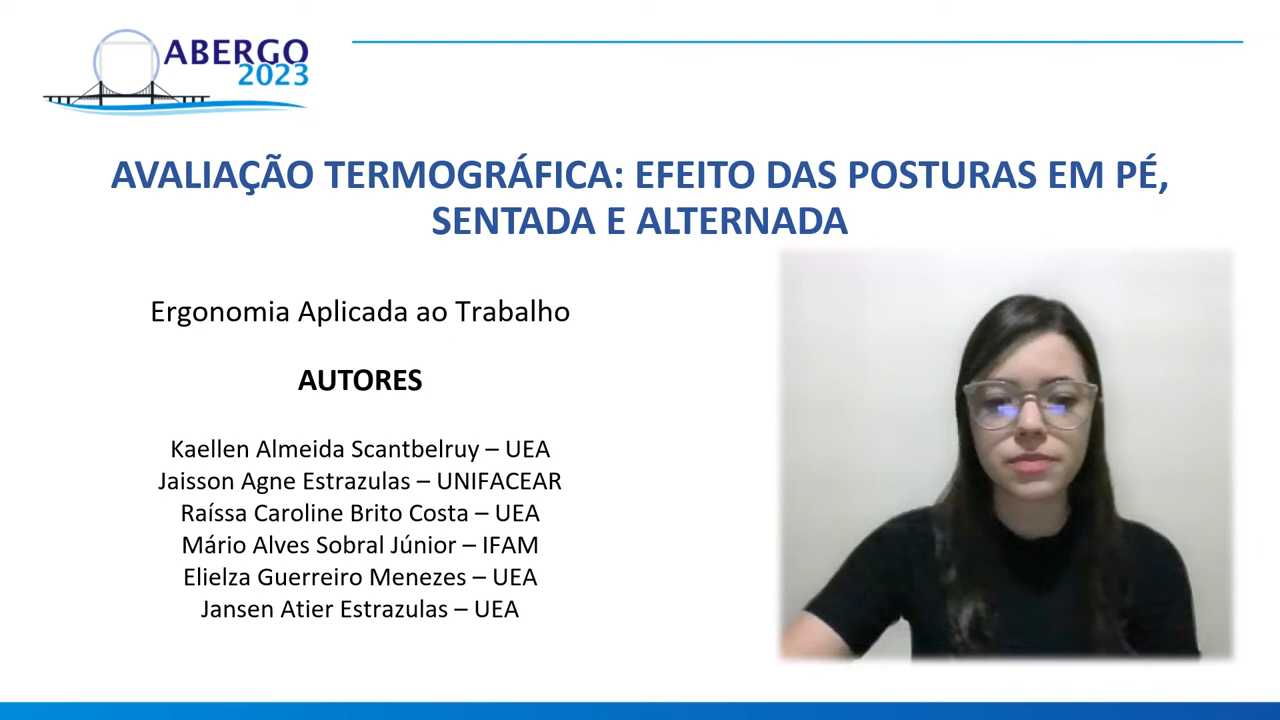 ABERGO
2023
AVALIAÇÃO TERMOGRÁFICA: EFEITO DAS POSTURAS EM PÉ,
SENTADA E ALTERNADA
Ergonomia Aplicada ao Trabalho
AUTORES
Kaellen Almeida Scantbelruy – UEA
Jaisson Agne Estrazulas – UNIFACEAR
Raíssa Caroline Brito Costa – UEA
Mário Alves Sobral Júnior – IFAM
Elielza Guerreiro Menezes – UEA
Jansen Atier Estrazulas – UEA